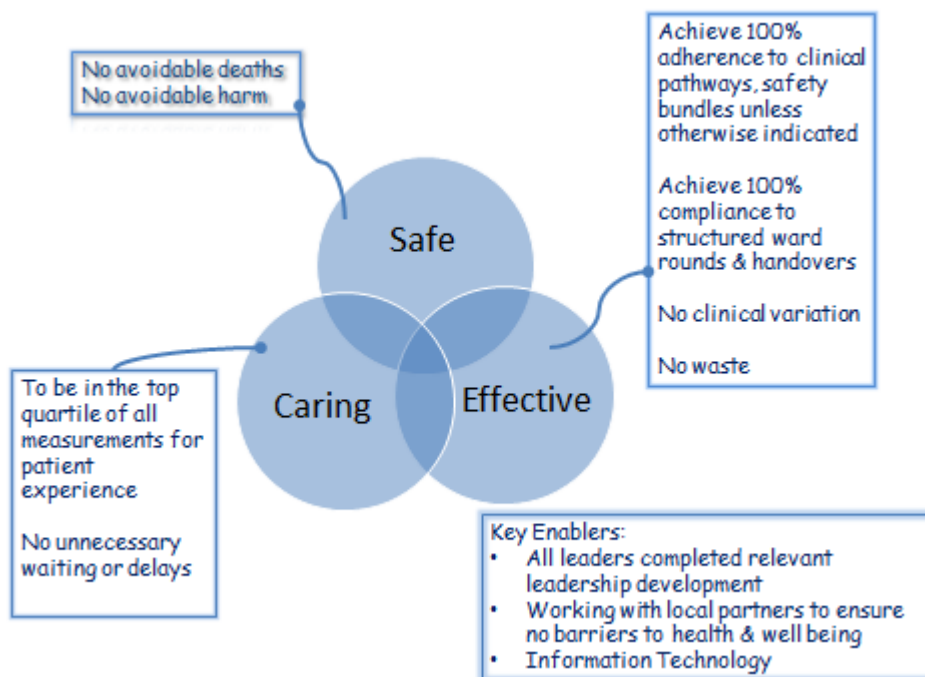 No avoidable deaths
No avoidable harm
Achieve 100%
adherence to clinical
pathways, safety
bundles unless
otherwise indicated
Achieve 100%
compliance to
structured ward
rounds & handovers
No clinical variation
No waste
Safe
Caring
Effective
To be in the top
quartile of all
measurements for
patient
experience
No unnecessary
waiting or delays
Key Enablers:
• All leaders completed relevant
leadership development
• Working with local partners to ensure
no barriers to health & well being
• Information Technology